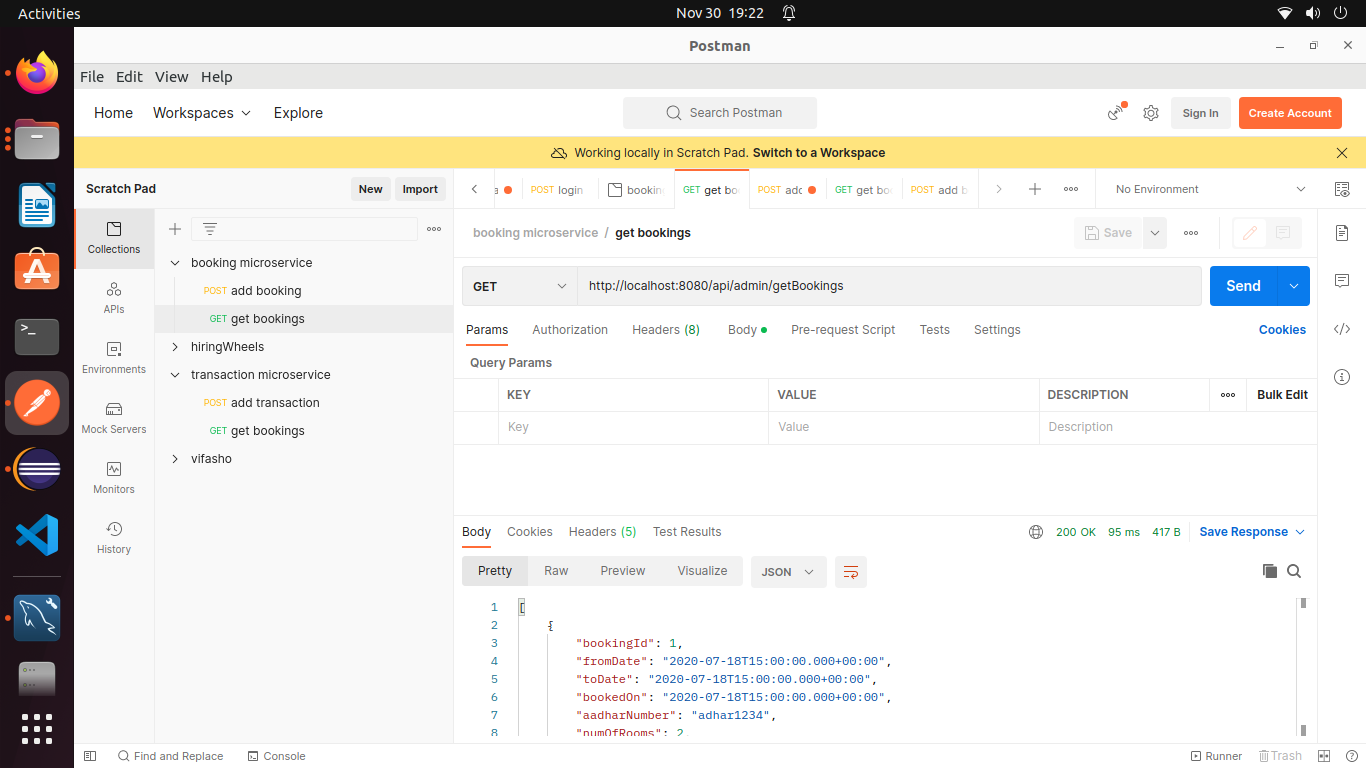 Activities
Nov 30 19:22
Postman
File Edit View Help
Home Workspaces Explore
Search Postman
Sign In
Create Account
Working locally in Scratch Pad. Switch to a Workspace
Scratch Pad
New
Import
POST login
GET get bo
GET get bo
POST add b
No Environment
Collections
APIs
Environments
Mock Servers
Monitors
History
booking microservice
POST add booking
GET get bookings
hiringWheels
transaction microservice
POST add transaction
GET get bookings
vifasho
booking microservice / get bookings
Save
GET
http://localhost:8080/api/admin/getBookings
Send
Params Authorization Headers (8) Body Pre-request Script Tests Settings
Cookies
Query Params
KEY VALUE DESCRIPTION Bulk Edit
Key Value Description
Body Cookies Headers (5) Test Results
200 OK 95 ms 417 B Save Response
Pretty Raw Preview Visualize JSON
1 [
2 {
3 "bookingId": 1,
4 "fromDate": "2020-07-18T15:00:00.000+00:00",
5 "toDate": "2020-07-18T15:00:00.000+00:00",
6 "bookedOn": "2020-07-18T15:00:00.000+00:00",
7 "aadharNumber": "adhar1234",
8 "numOfRooms": 2,
Find and Replace Console
Runner Trash